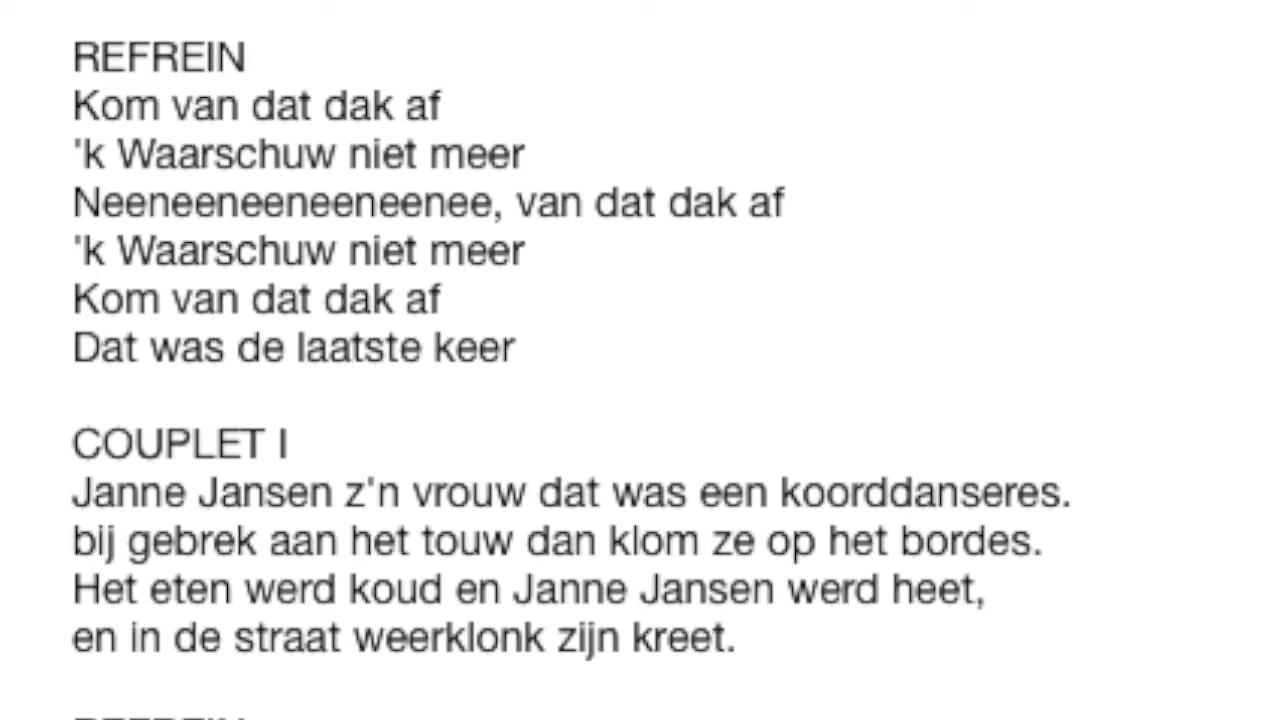 REFREIN
Kom van dat dak af
'k Waarschuw niet meer
Neeneeneeneeneenee, van dat dak af
'k Waarschuw niet meer
Kom van dat dak af
Dat was de laatste keer
COUPLET I
Janne Jansen z'n vrouw dat was een koorddanseres.
bij gebrek aan het touw dan klom ze op het bordes.
Het eten werd koud en Janne Jansen werd heet,
en in de straat weerklonk zijn kreet.